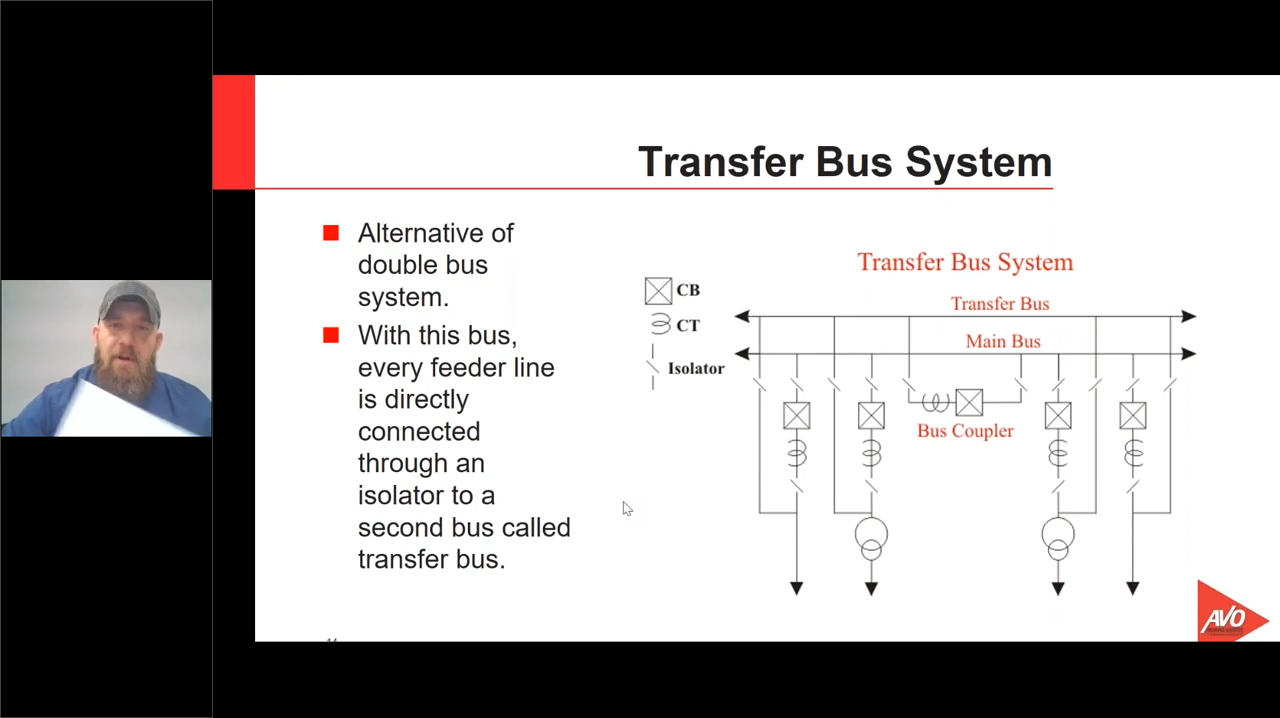 Transfer Bus System
Alternative of
double bus
system.
With this bus,
every feeder line
is directly
connected
through an
isolator to a
second bus called
transfer bus.
Transfer Bus System
CB
CT
Isolator
Transfer Bus
Main Bus
Bus Coupler
AVO